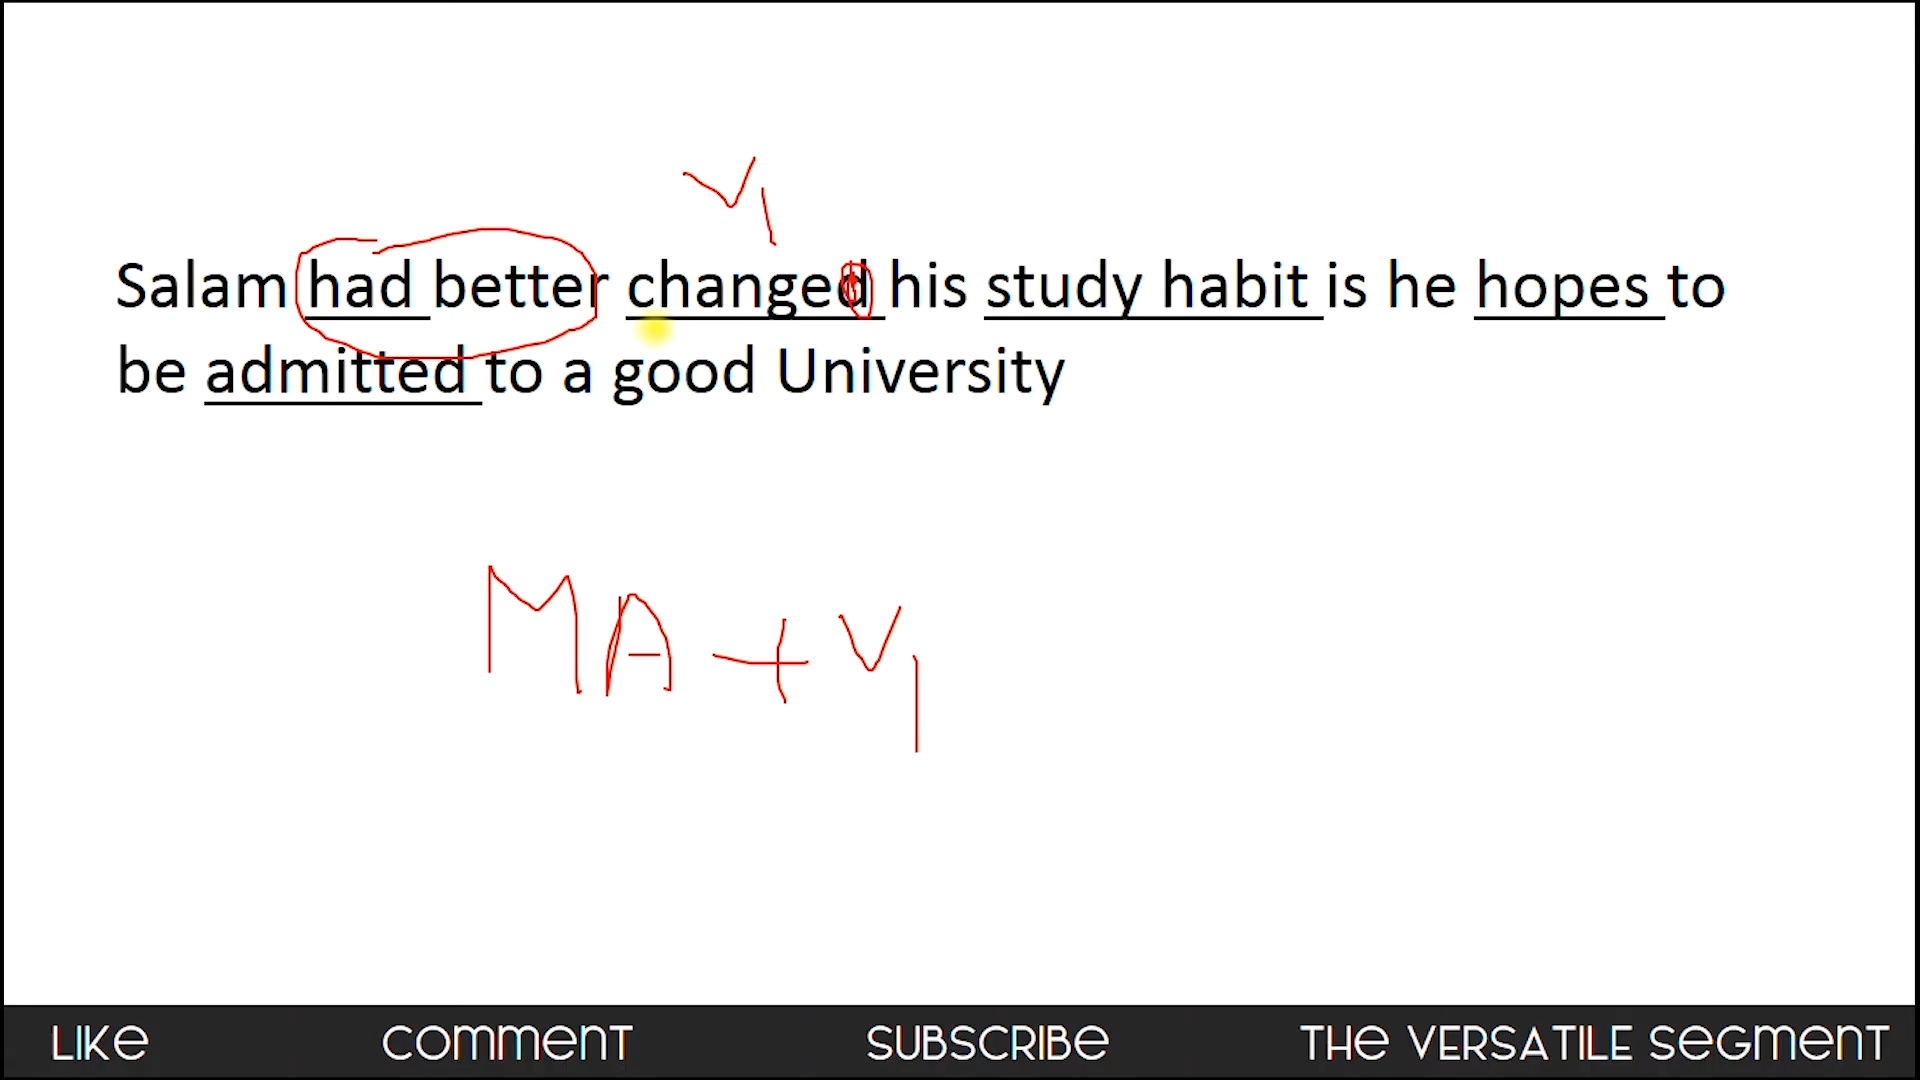 V1
Salam had better changed his study habit is he hopes to
be admitted to a good University
MA + V1
LIKE COMMENT SUBSCRIBE THE VERSATILE SEGMENT